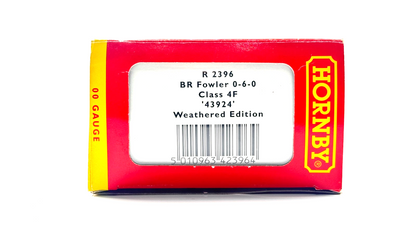 00 GAUGE
R 2396
BR Fowler 0-6-0
Class 4F
'43924'
Weathered Edition
5 010963 423964
HORNBY®